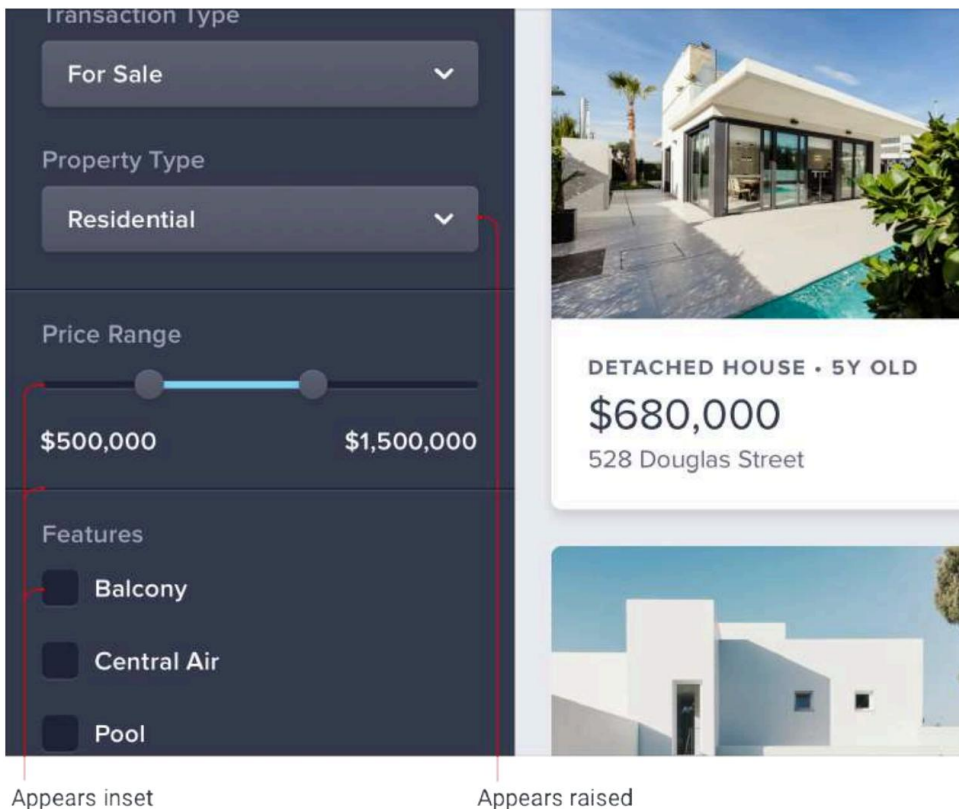 Transaction Type
For Sale
Property Type
Residential
Price Range
$500,000 $1,500,000
Features
Balcony
Central Air
Pool
DETACHED HOUSE • 5Y OLD
$680,000
528 Douglas Street
Appears inset
Appears raised